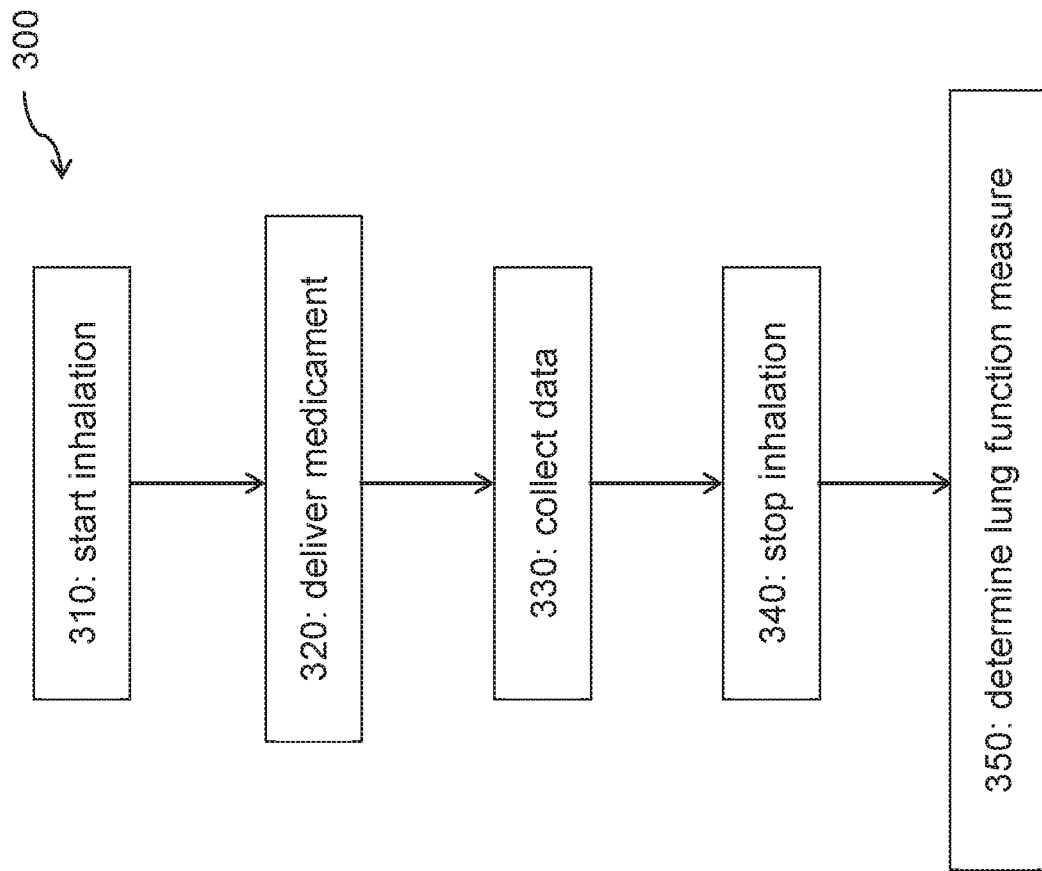 300
310: start inhalation
320: deliver medicament
330: collect data
340: stop inhalation
350: determine lung function measure